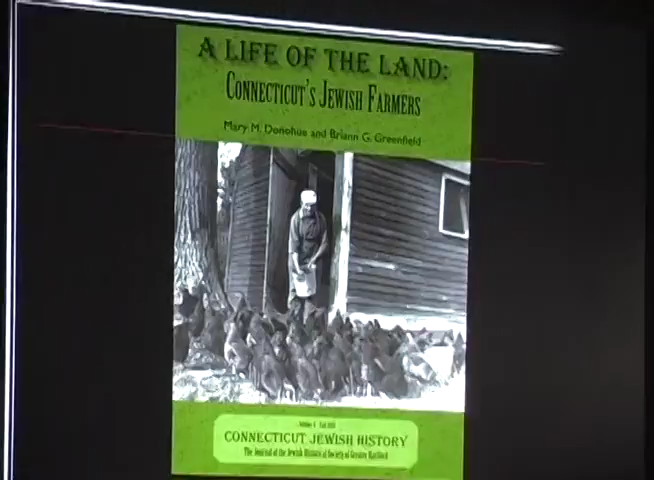 A LIFE OF THE LAND:
CONNECTICUT'S JEWISH FARMERS
Mary M. Donohue and Briann G. Greenfield
CONNECTICUT JEWISH HISTORY
The Journal of the Jewish Historical Society of Greater Hartford